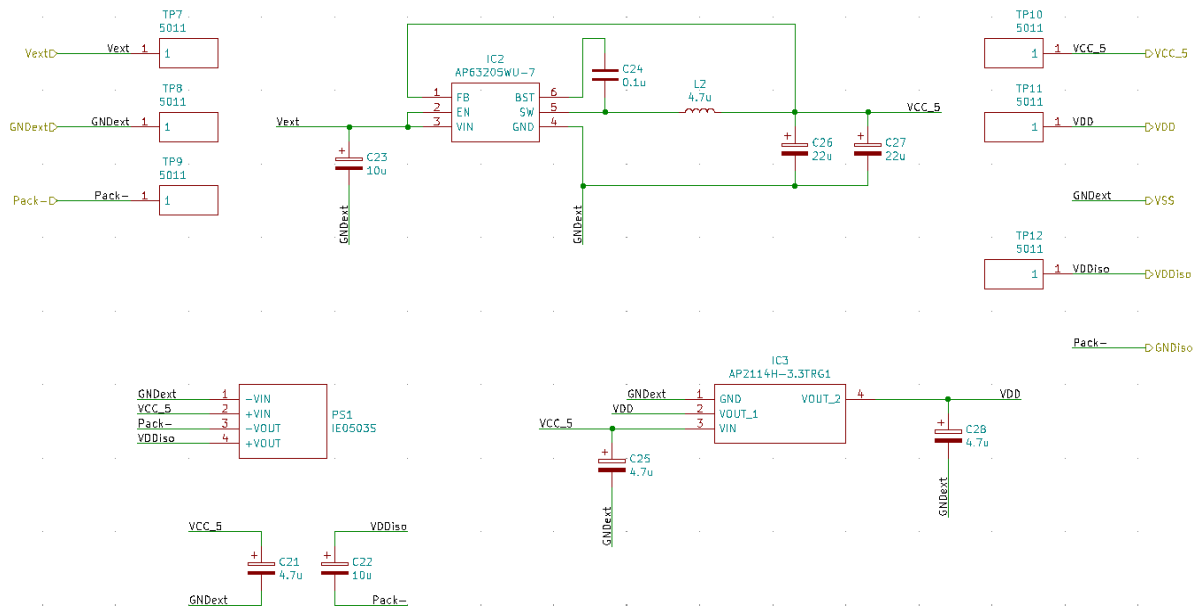 TP7
5011
Vext
Vext
1
1
TP8
5011
GNDext
GNDext
1
1
TP9
5011
Pack-
Pack-
1
1
IC2
AP63205WU-7
1
FB
2
EN
3
VIN
BST
6
SW
5
GND
4
Vext
C23
10u
GNDext
GNDext
C24
0.1u
L2
4.7u
VCC_5
C26
22u
C27
22u
TP10
5011
1
1
VCC_5
VCC_5
TP11
5011
1
1
VDD
VDD
GNDext
VSS
TP12
5011
1
1
VDDiso
VDDiso
Pack-
GNDiso
GNDext
1
-VIN
VCC_5
2
+VIN
Pack-
3
-VOUT
VDDiso
4
+VOUT
PS1
IE0503S
IC3
AP2114H-3.3TRG1
GNDext
1
GND
VDD
2
VOUT_1
VCC_5
3
VIN
VOUT_2
4
VDD
C25
4.7u
GNDext
C28
4.7u
GNDext
VCC_5
C21
4.7u
GNDext
VDDiso
C22
10u
Pack-